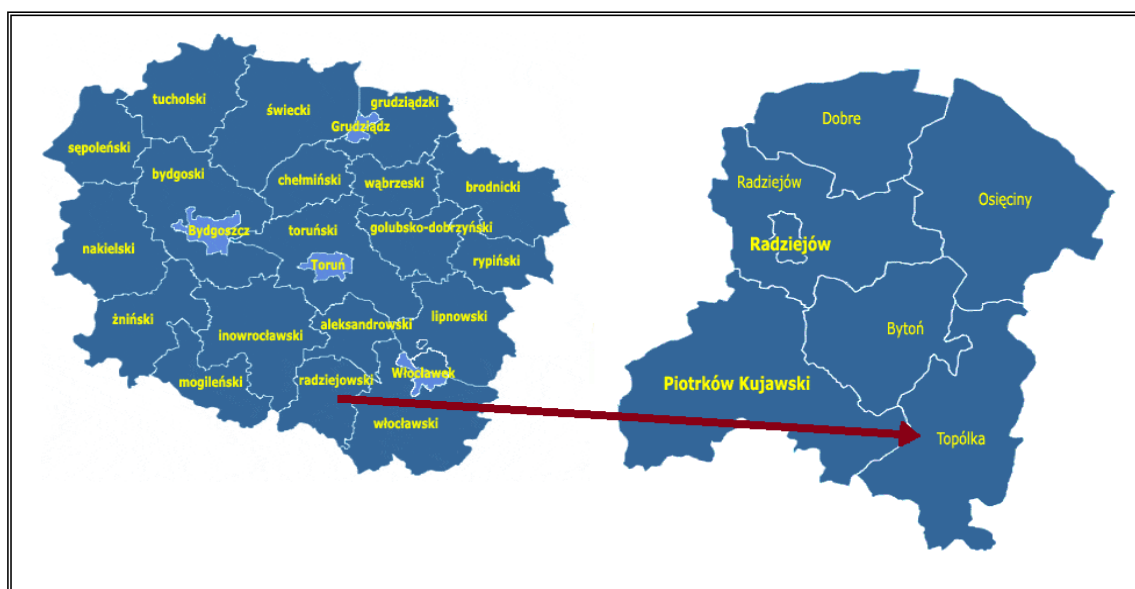 tucholski
świecki
grudziądzki
Grudziądz
sępoleński
bydgoski
chełmiński
wąbrzeski
brodnicki
Bydgoszcz
toruński
golubsko-dobrzyński
nakielski
Toruń
rypiński
żniński
inowrocławski
aleksandrowski
lipnowski
mogileński
radziejowski
Włocławek
włocławski
Dobre
Radziejów
Osięciny
Radziejów
Bytoń
Piotrków Kujawski
Topólka